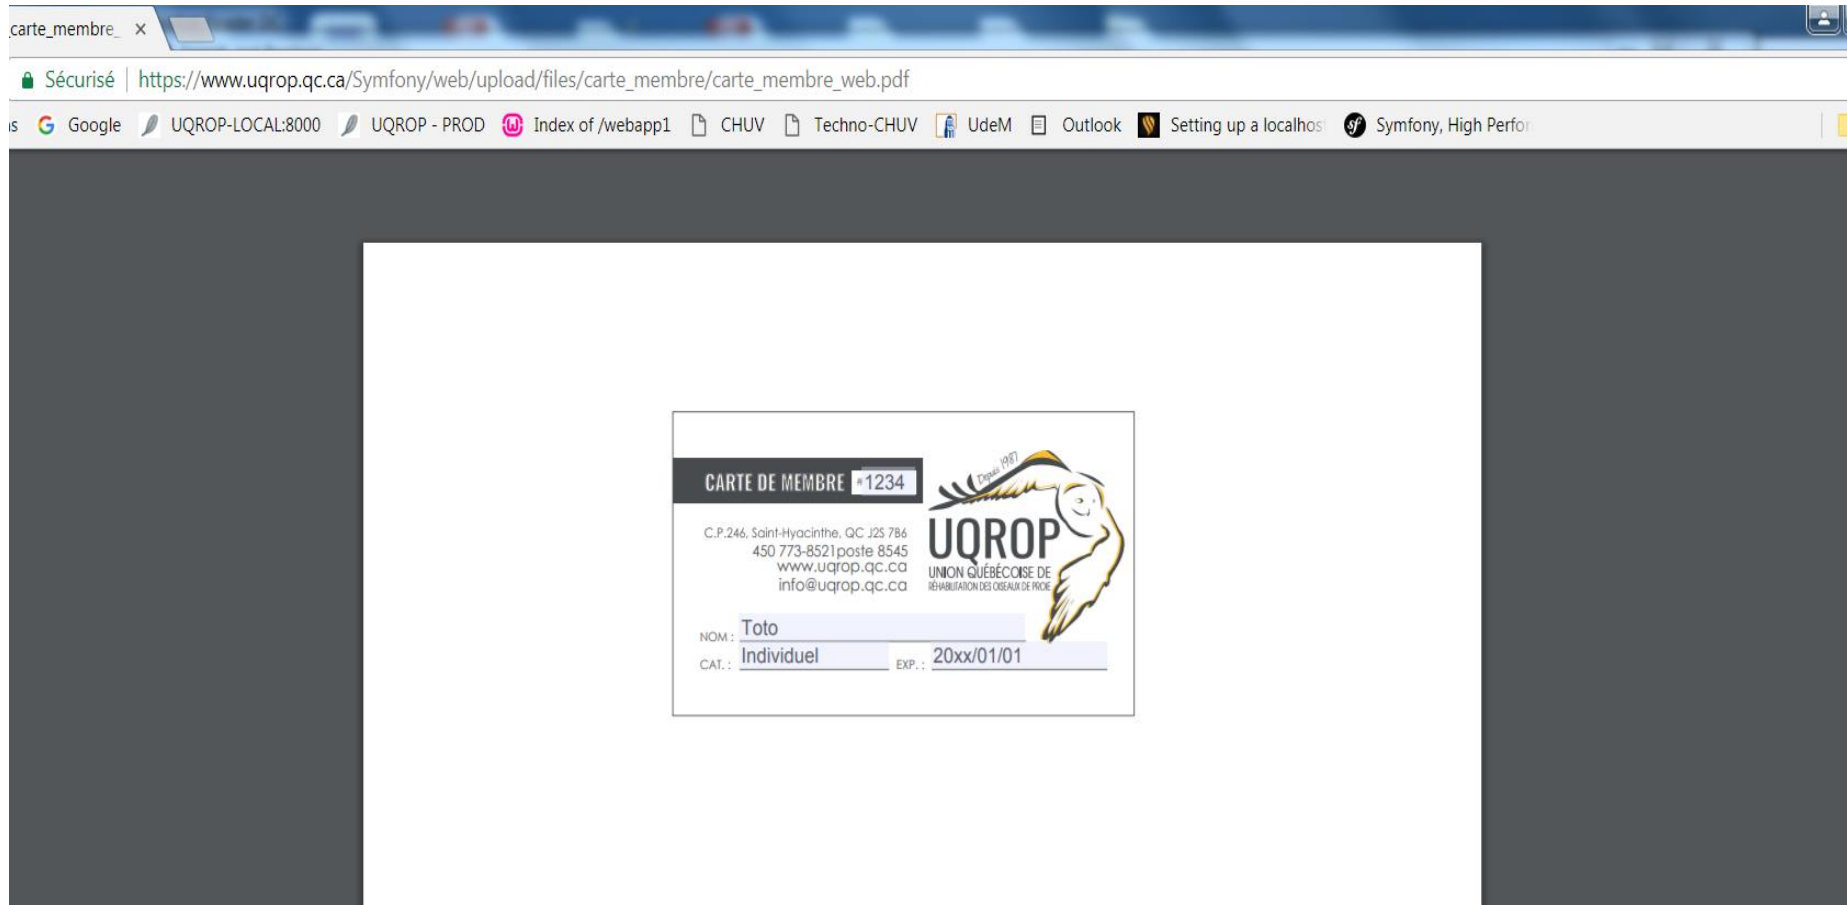 carte_membre_
Sécurisé | https://www.uqrop.qc.ca/Symfony/web/upload/files/carte_membre/carte_membre_web.pdf
Google UQROP-LOCAL:8000 UQROP - PROD Index of /webapp1 CHUV Techno-CHUV UdeM Outlook Setting up a localhos Symfony, High Perfor
CARTE DE MEMBRE #1234
Depuis 1987
C.P.246, Saint-Hyacinthe, QC J2S 7B6
450 773-8521poste 8545
www.uqrop.qc.ca
info@uqrop.qc.ca
UQROP
UNION QUÉBÉCOISE DE
RÉHABILITATION DES OISEAUX DE PROIE
NOM : Toto
CAT. : Individuel EXP. : 20xx/01/01